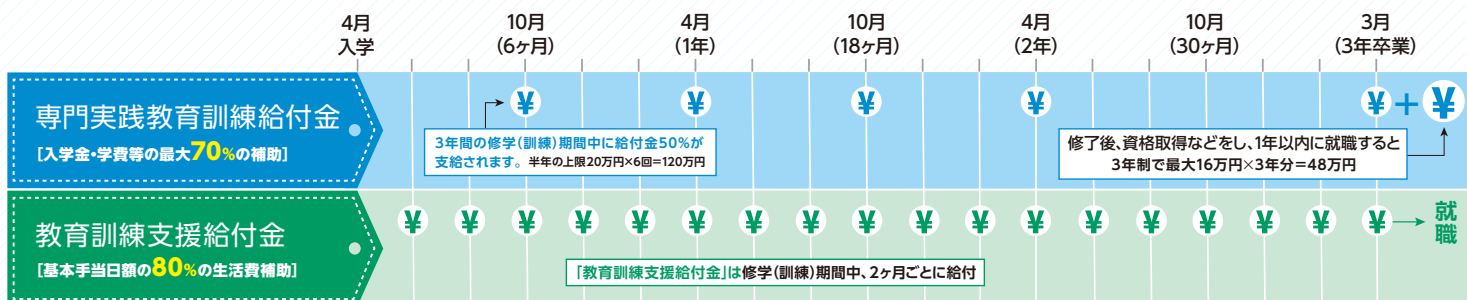 4月
入学
10月
(6ヶ月)
4月
(1年)
10月
(18ヶ月)
4月
(2年)
10月
(30ヶ月)
3月
(3年卒業)
専門実践教育訓練給付金
[入学金・学費等の最大70%の補助]
¥ ¥ ¥ ¥ ¥ + ¥
3年間の修学(訓練)期間中に給付金50%が
支給されます。半年の上限20万円×6回=120万円
修了後、資格取得などをし、1年以内に就職すると
3年制で最大16万円×3年分=48万円
教育訓練支援給付金
[基本手当日額の80%の生活費補助]
¥ ¥ ¥ ¥ ¥ ¥ ¥ ¥ ¥ ¥ ¥ ¥ ¥ ¥ ¥ ¥ ¥ ¥
就職
「教育訓練支援給付金」は修学(訓練)期間中、2ヶ月ごとに給付